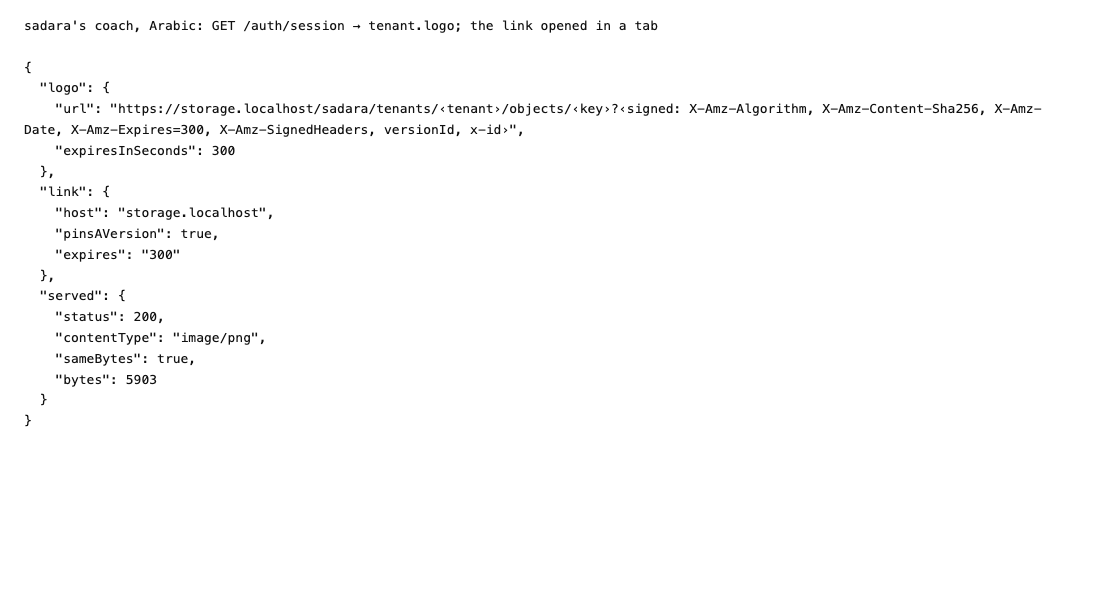 sadara's coach, Arabic: GET /auth/session → tenant.logo; the link opened in a tab
{
  "logo": {
    "url": "https://storage.localhost/sadara/tenants/‹tenant›/objects/‹key›?‹signed: X-Amz-Algorithm, X-Amz-Content-Sha256, X-Amz-
Date, X-Amz-Expires=300, X-Amz-SignedHeaders, versionId, x-id›",
    "expiresInSeconds": 300
  },
  "link": {
    "host": "storage.localhost",
    "pinsAVersion": true,
    "expires": "300"
  },
  "served": {
    "status": 200,
    "contentType": "image/png",
    "sameBytes": true,
    "bytes": 5903
  }
}